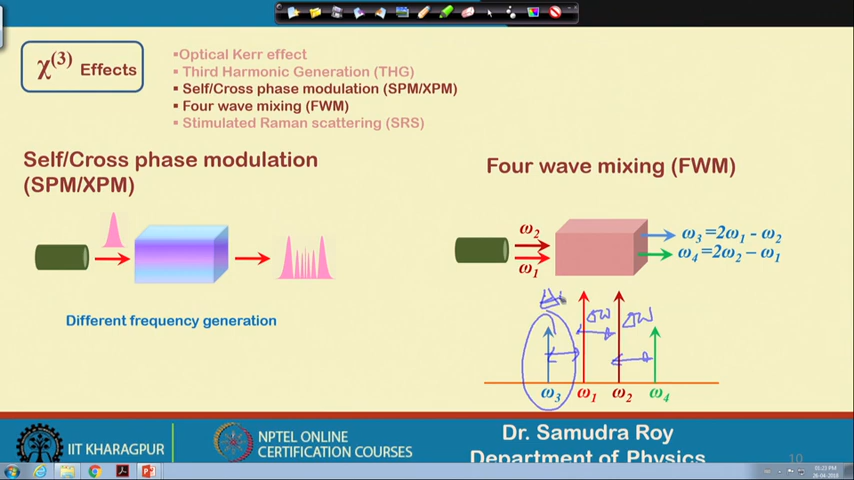 χ(3) Effects
▪Optical Kerr effect
▪ Third Harmonic Generation (THG)
▪ Self/Cross phase modulation (SPM/XPM)
▪ Four wave mixing (FWM)
▪ Stimulated Raman scattering (SRS)
Self/Cross phase modulation
(SPM/XPM)
Different frequency generation
Four wave mixing (FWM)
ω2
ω1
ω3 =2ω1 - ω2
ω4 =2ω2 – ω1
Δω
Δω
ω3
ω1
ω2
ω4
IIT KHARAGPUR
NPTEL ONLINE
CERTIFICATION COURSES
Dr. Samudra Roy
Department of Physics
10